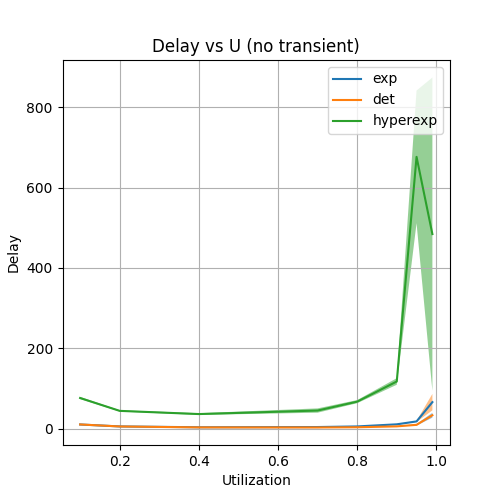 Delay vs U (no transient)
exp
det
hyperexp
800
600
400
200
0
Delay
0.2 0.4 0.6 0.8 1.0
Utilization